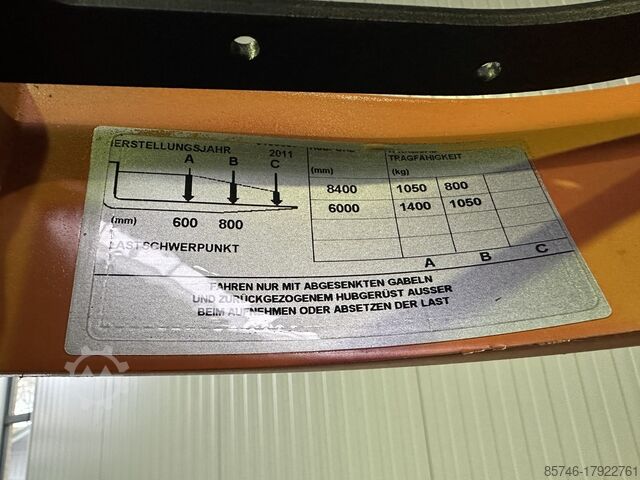 ERSTELLUNGSJAHR 2011
A B C
(mm) 600 800
LASTSCHWERPUNKT
(mm) TRAGFÄHIGKEIT
(kg)
8400 1050 800
6000 1400 1050
A B C
FAHREN NUR MIT ABGESENKTEN GABELN
UND ZURÜCKGEZOGENEM HUBGERÜST AUSSER
BEIM AUFNEHMEN ODER ABSETZEN DER LAST
85746-17922761